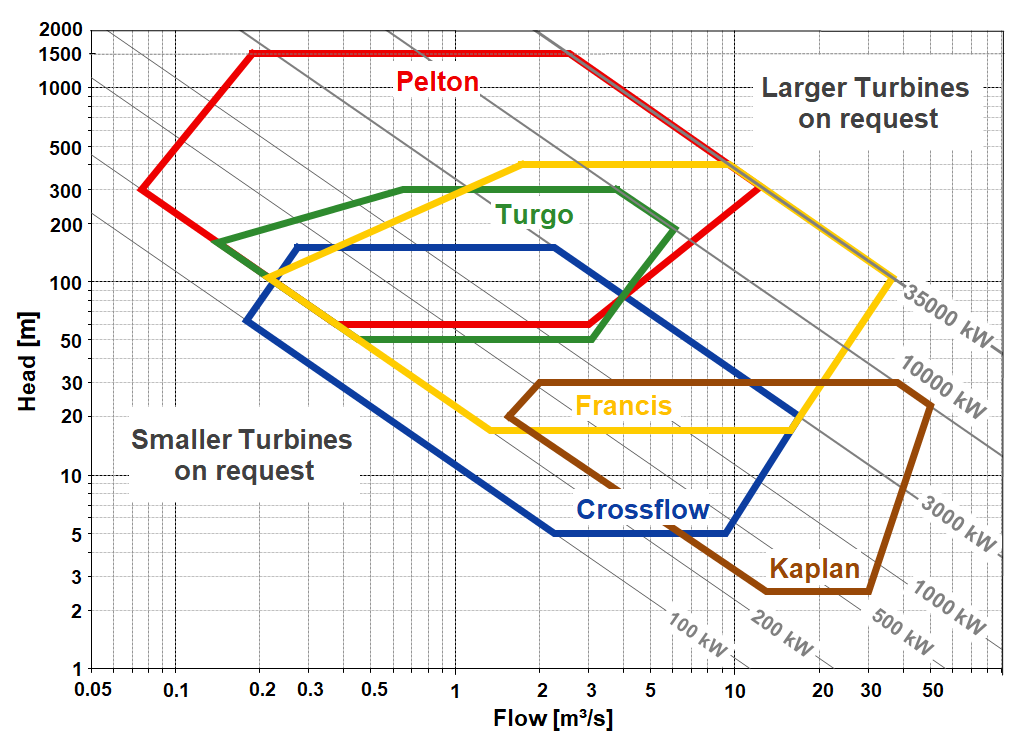 2000
1500
1000
500
300
200
100
50
30
20
10
5
3
2
1
Head [m]
Pelton
Larger Turbines
on request
Turgo
Francis
Smaller Turbines
on request
Crossflow
Kaplan
35000 kW
10000 kW
3000 kW
1000 kW
500 kW
200 kW
100 kW
0.05 0.1 0.2 0.3 0.5 1 2 3 5 10 20 30 50
Flow [m³/s]